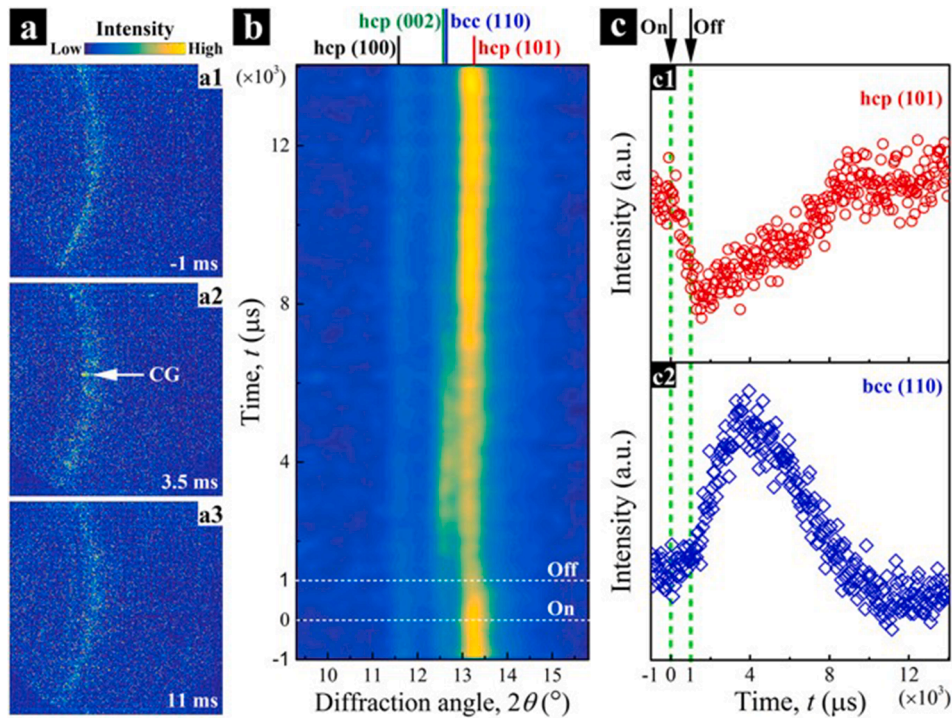 a
Intensity
Low
High
a1
-1 ms
a2
CG
3.5 ms
a3
11 ms
b
hcp (002)
bcc (110)
hcp (100)
hcp (101)
(×10³)
12
8
4
1
0
-1
Time, t (μs)
Off
On
10
11
12
13
14
15
Diffraction angle, 2θ (°)
c
On
Off
c1
hcp (101)
Intensity (a.u.)
c2
bcc (110)
Intensity (a.u.)
-1 0 1 4 8 12
Time, t (μs)
(×10³)